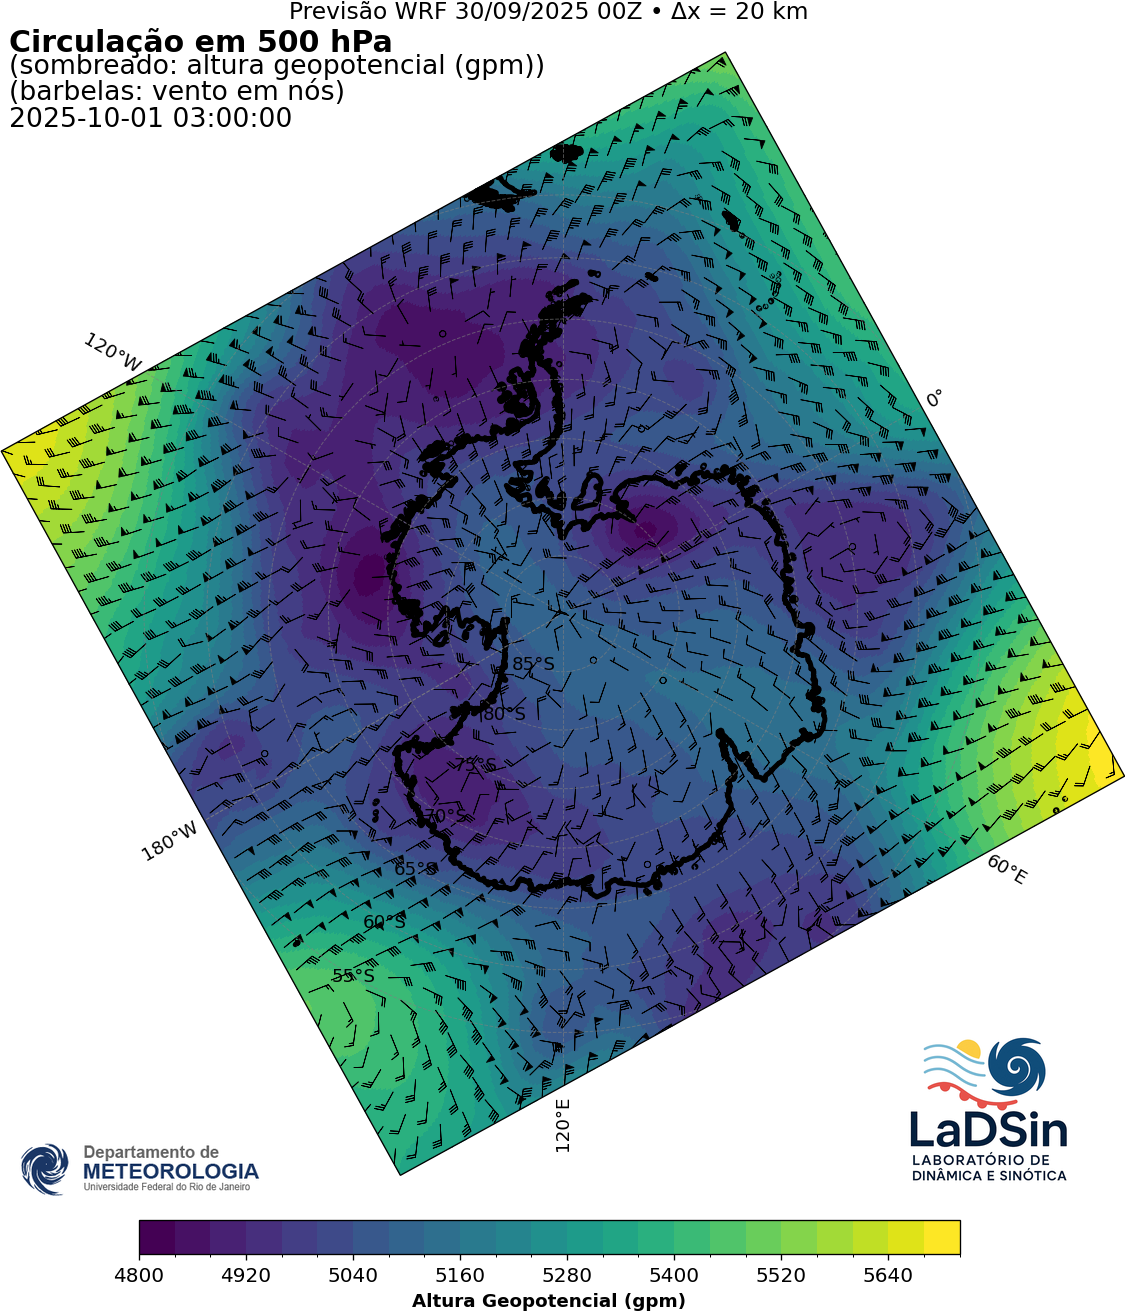 Previsão WRF 30/09/2025 00Z • Δx = 20 km
Circulação em 500 hPa
(sombreado: altura geopotencial (gpm))
(barbelas: vento em nós)
2025-10-01 03:00:00
120°W
0°
85°S
80°S
75°S
70°S
180°W
65°S
60°E
60°S
55°S
120°E
LaDSin
LABORATÓRIO DE
DINÂMICA E SINÓTICA
Departamento de
METEOROLOGIA
Universidade Federal do Rio de Janeiro
4800 4920 5040 5160 5280 5400 5520 5640
Altura Geopotencial (gpm)